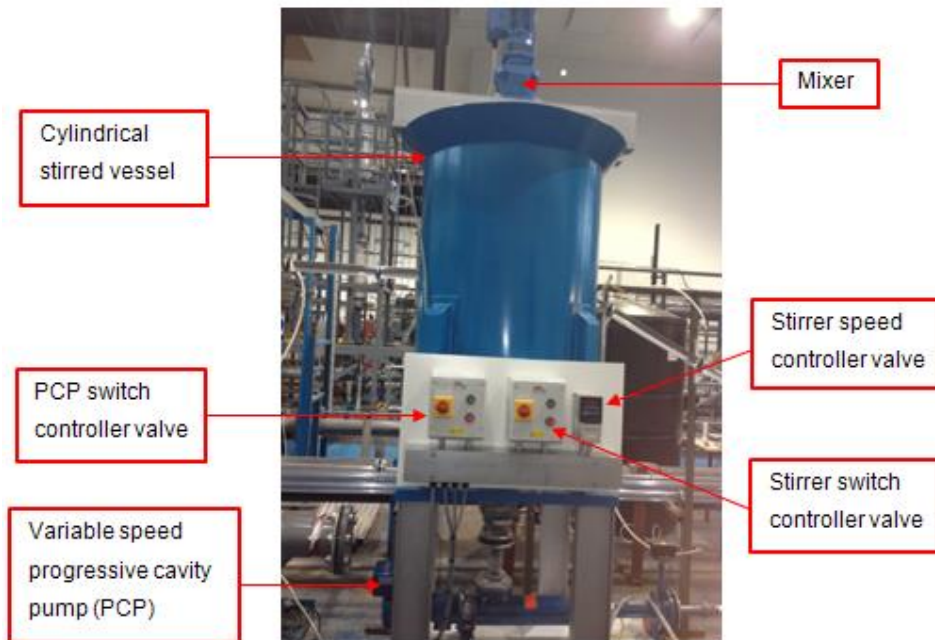 Mixer
Cylindrical
stirred vessel
Stirrer speed
controller valve
PCP switch
controller valve
Stirrer switch
controller valve
Variable speed
progressive cavity
pump (PCP)